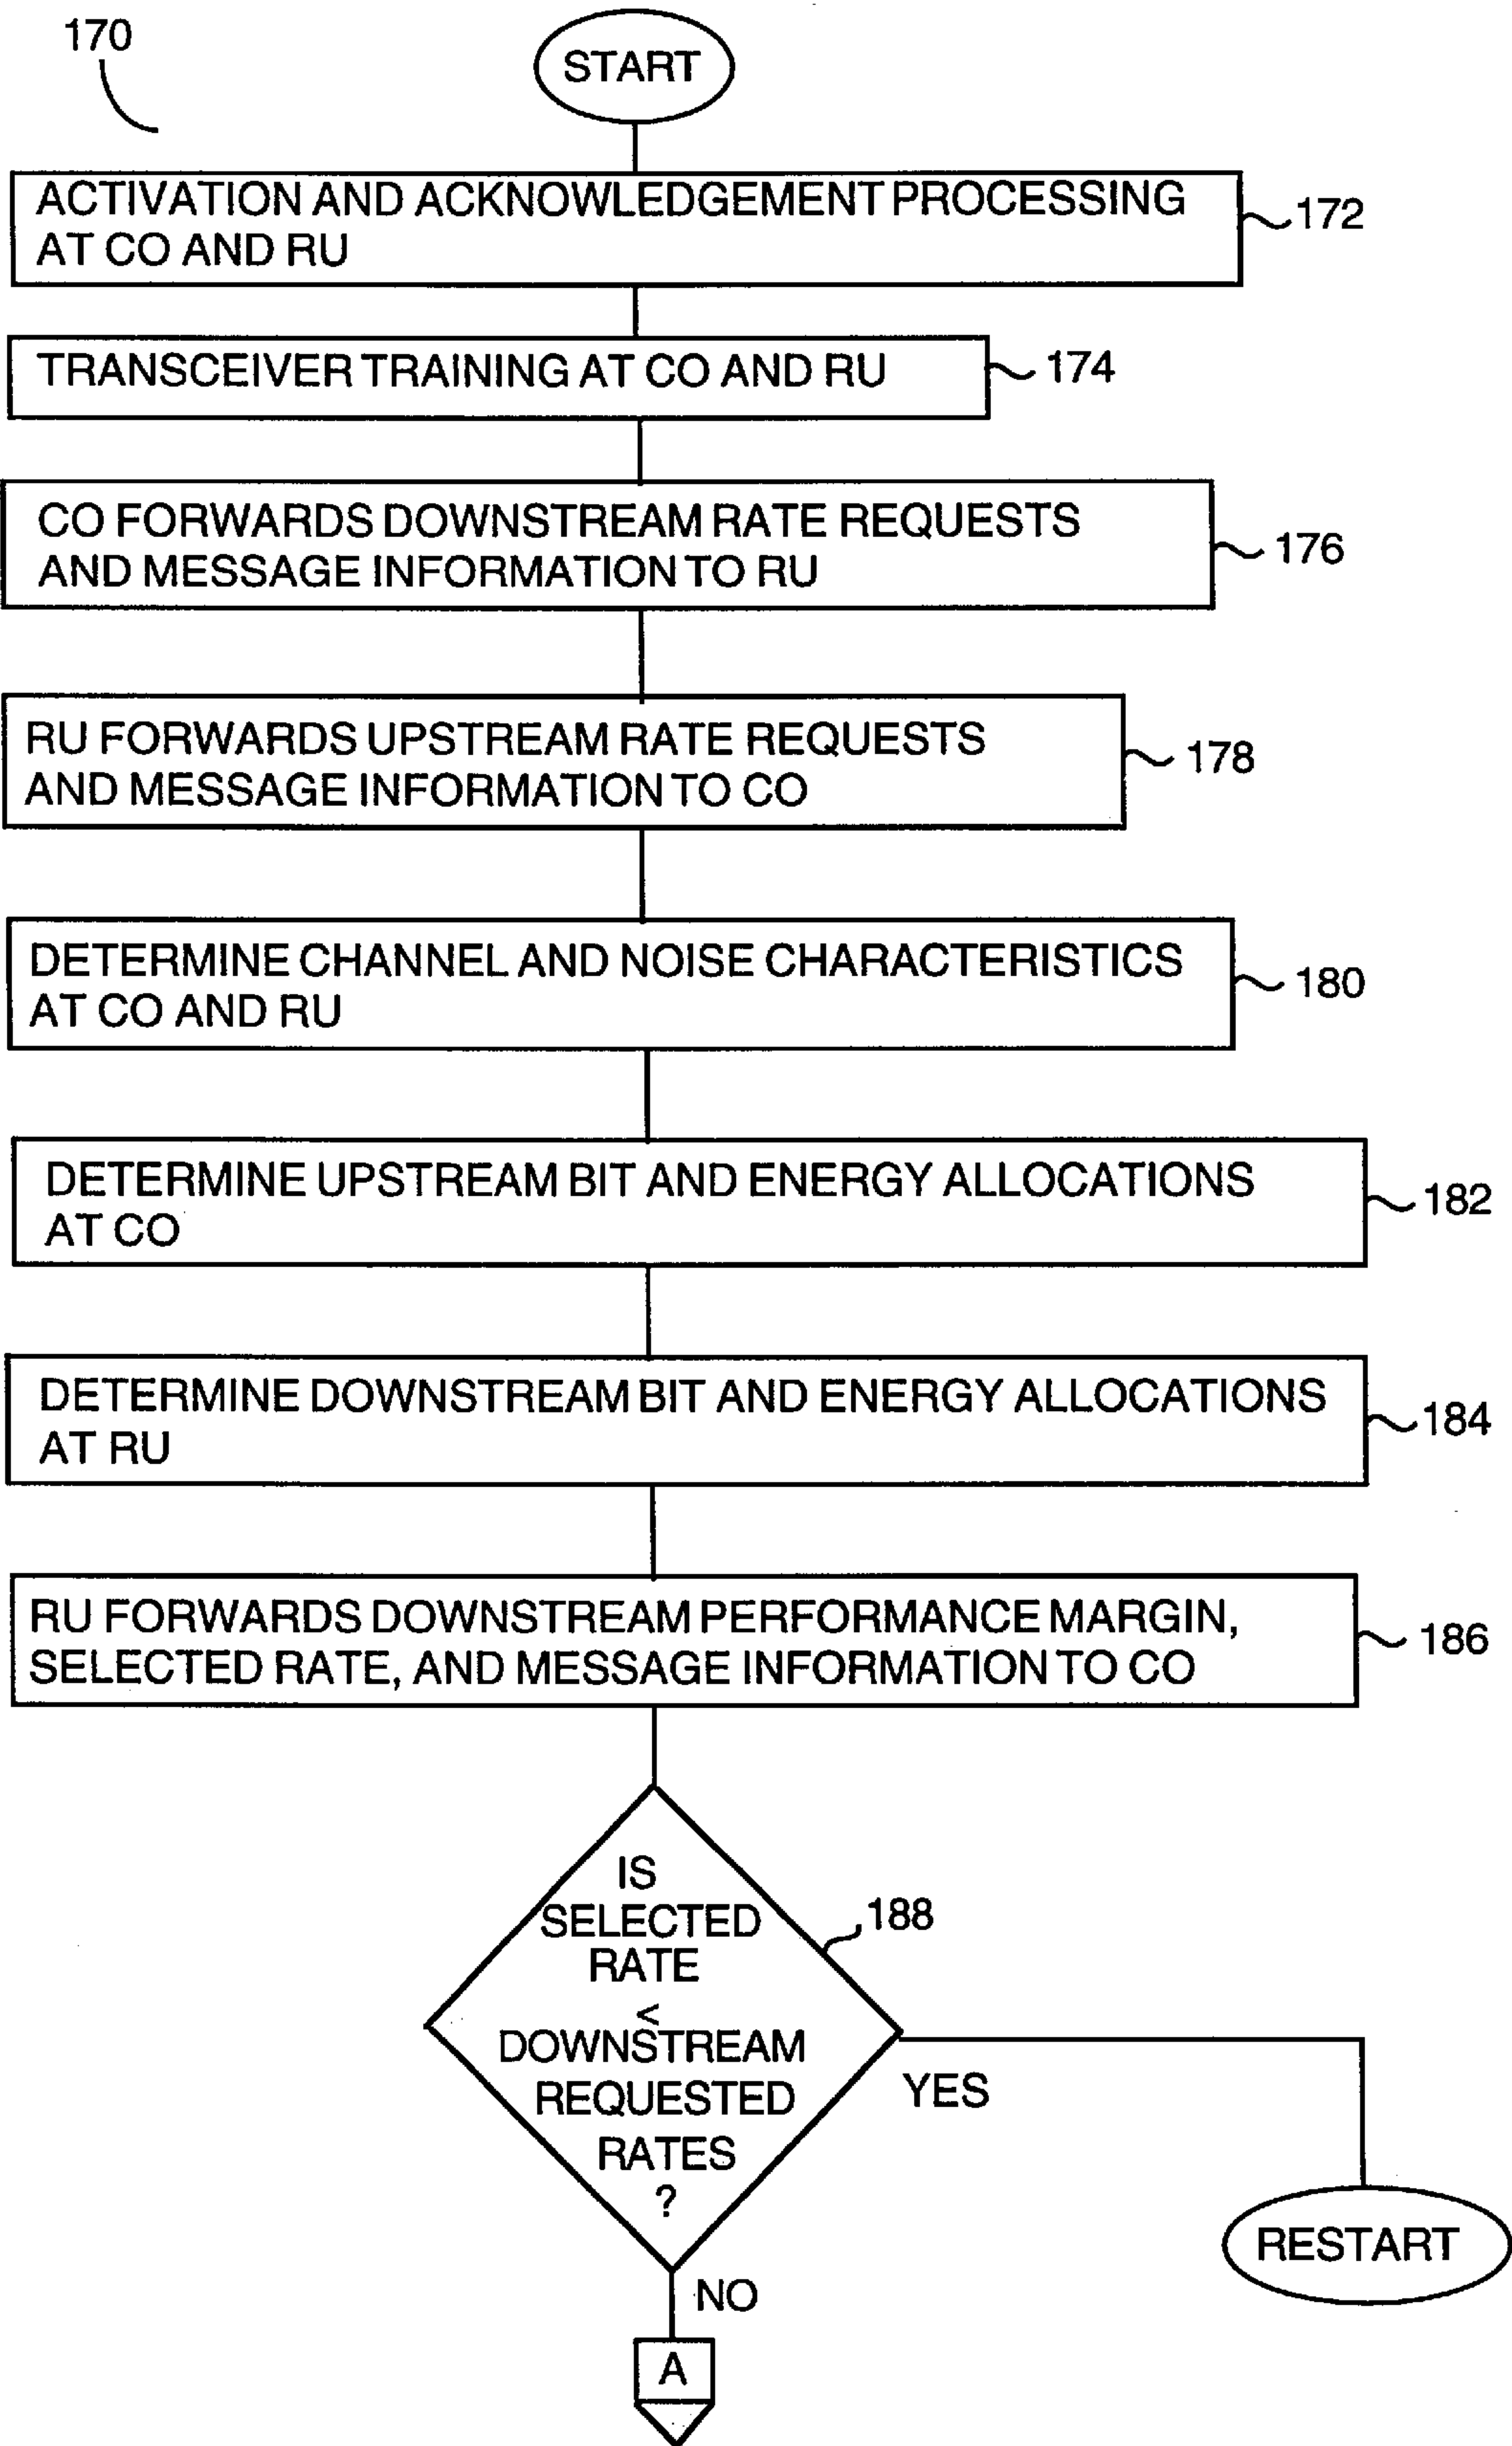 170
START
ACTIVATION AND ACKNOWLEDGEMENT PROCESSING
AT CO AND RU
172
TRANSCEIVER TRAINING AT CO AND RU
174
CO FORWARDS DOWNSTREAM RATE REQUESTS
AND MESSAGE INFORMATION TO RU
176
RU FORWARDS UPSTREAM RATE REQUESTS
AND MESSAGE INFORMATION TO CO
178
DETERMINE CHANNEL AND NOISE CHARACTERISTICS
AT CO AND RU
180
DETERMINE UPSTREAM BIT AND ENERGY ALLOCATIONS
AT CO
182
DETERMINE DOWNSTREAM BIT AND ENERGY ALLOCATIONS
AT RU
184
RU FORWARDS DOWNSTREAM PERFORMANCE MARGIN,
SELECTED RATE, AND MESSAGE INFORMATION TO CO
186
IS
SELECTED
RATE
<
DOWNSTREAM
REQUESTED
RATES
?
188
YES
RESTART
NO
A